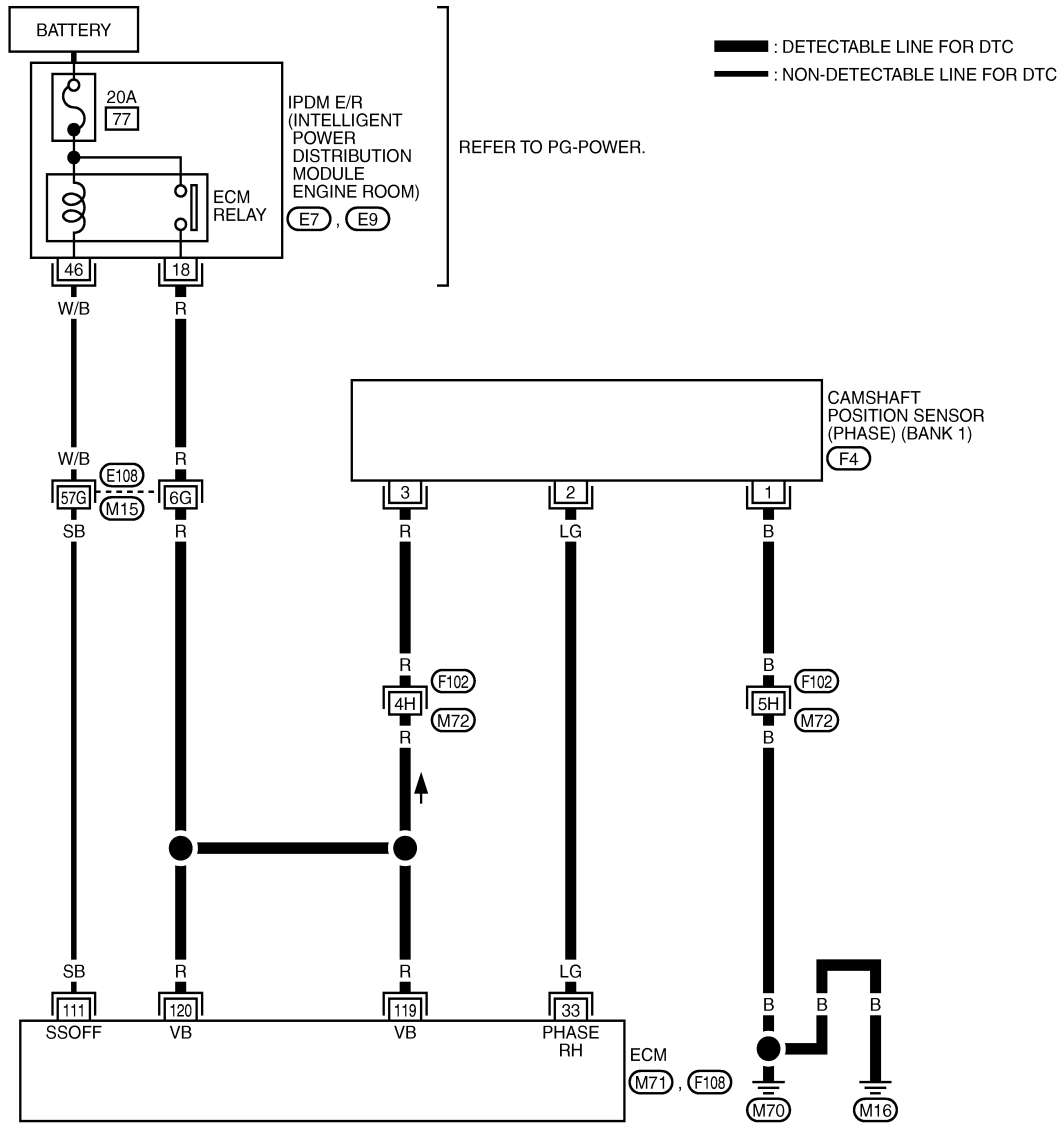 BATTERY
: DETECTABLE LINE FOR DTC
: NON-DETECTABLE LINE FOR DTC
20A
77
IPDM E/R
(INTELLIGENT
POWER
DISTRIBUTION
MODULE
ENGINE ROOM)
E7 , E9
REFER TO PG-POWER.
ECM
RELAY
46 18
W/B R
CAMSHAFT
POSITION SENSOR
(PHASE) (BANK 1)
F4
W/B R
E108
57G 6G
M15
SB R
3 2 1
R LG B
R B
F102 F102
4H 5H
M72 M72
R B
SB R R LG
B B B
111 120 119 33
SSOFF VB VB PHASE
RH
ECM
M71 , F108
M70 M16